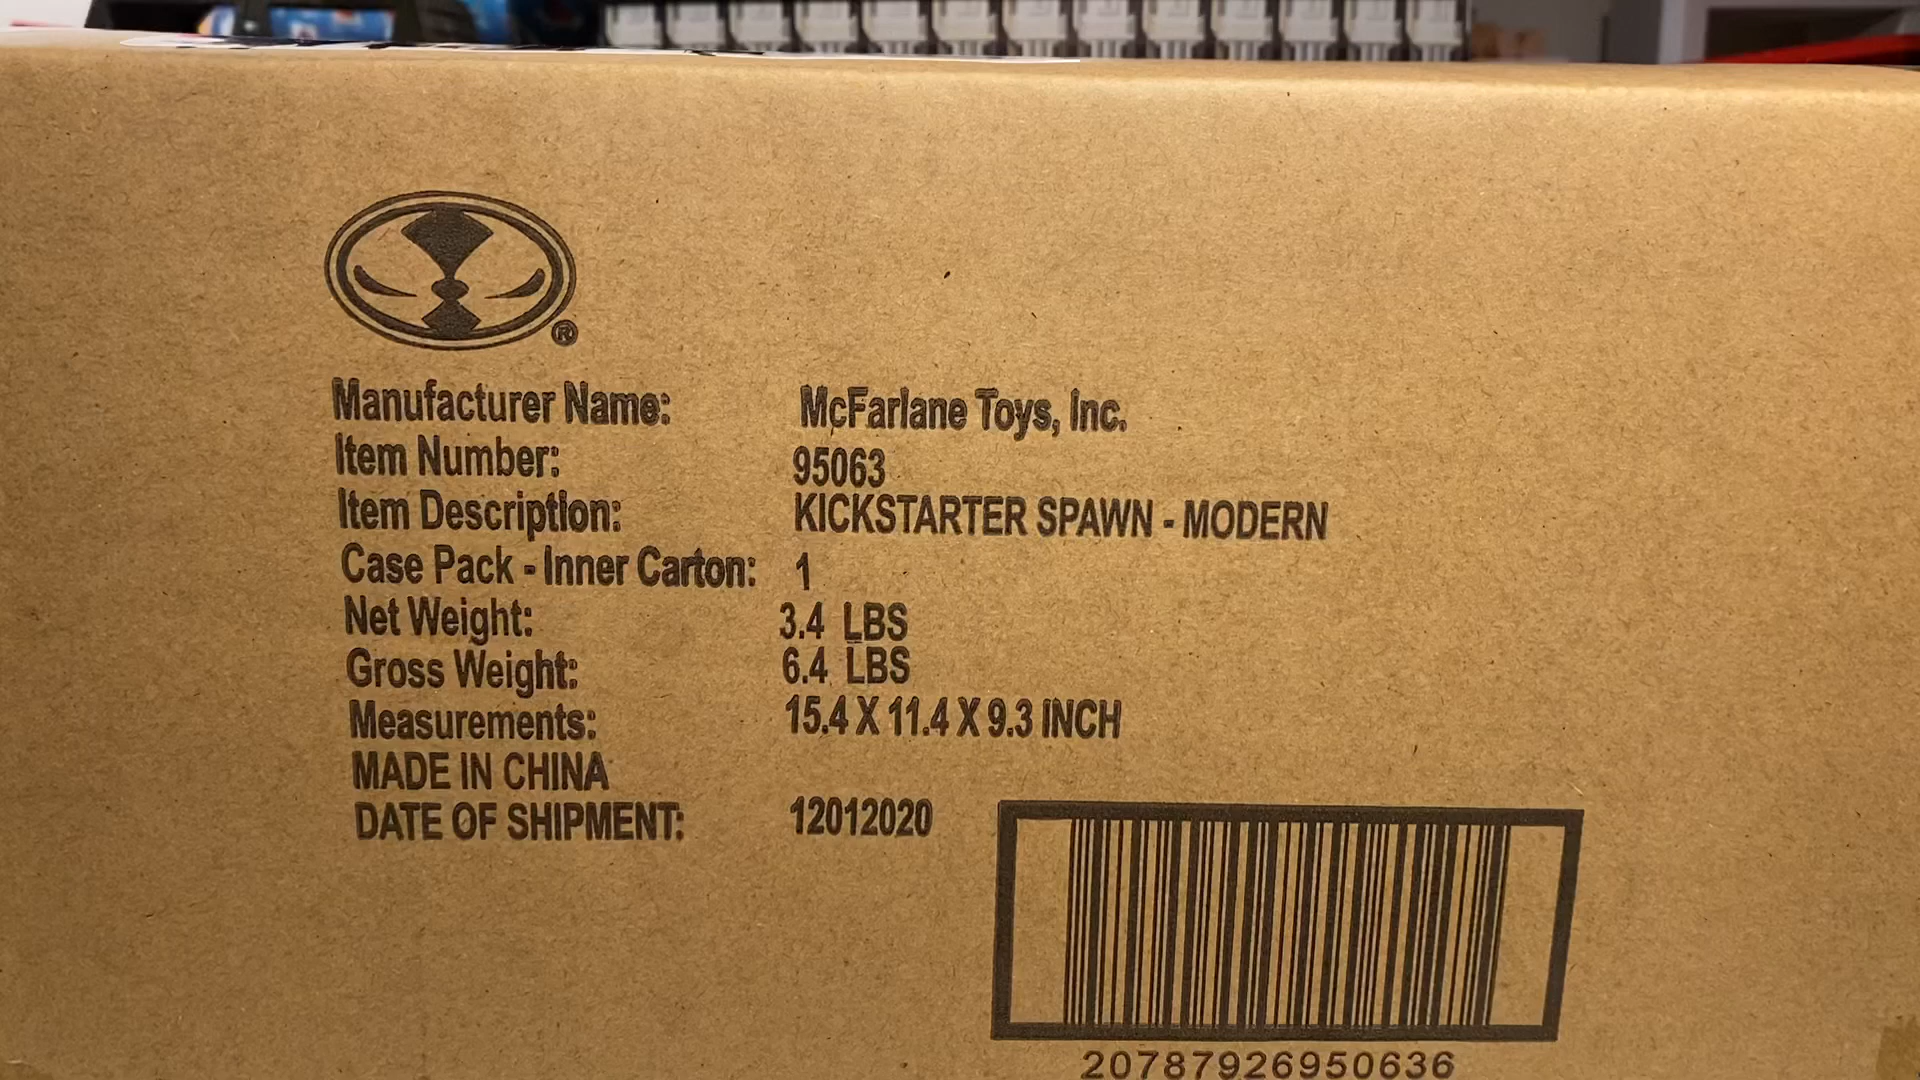 ®
Manufacturer Name: McFarlane Toys, Inc.
Item Number: 95063
Item Description: KICKSTARTER SPAWN - MODERN
Case Pack - Inner Carton: 1
Net Weight: 3.4 LBS
Gross Weight: 6.4 LBS
Measurements: 15.4 X 11.4 X 9.3 INCH
MADE IN CHINA
DATE OF SHIPMENT: 12012020
20787926950636